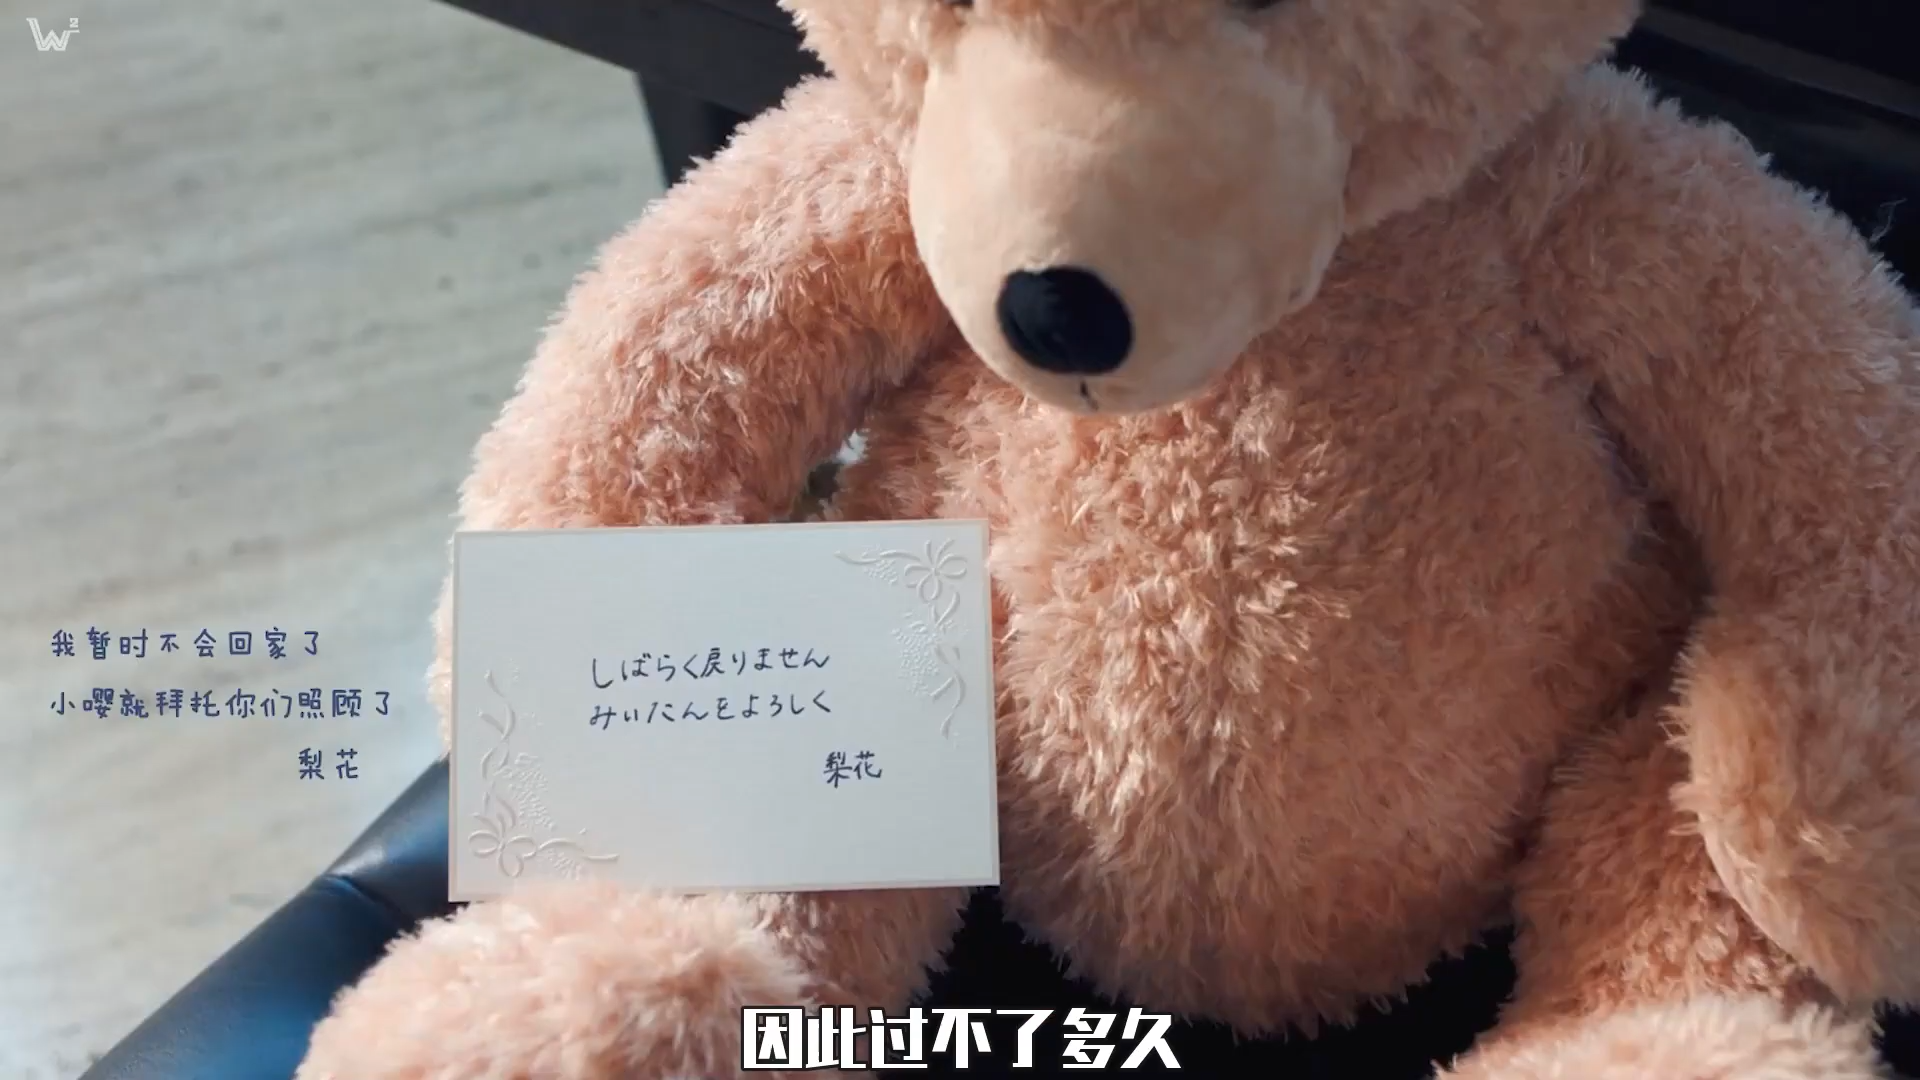 W²
しばらく戻りません
みぃたんをよろしく
梨花
我暂时不会回家了
小嘤就拜托你们照顾了
梨花
因此过不了多久